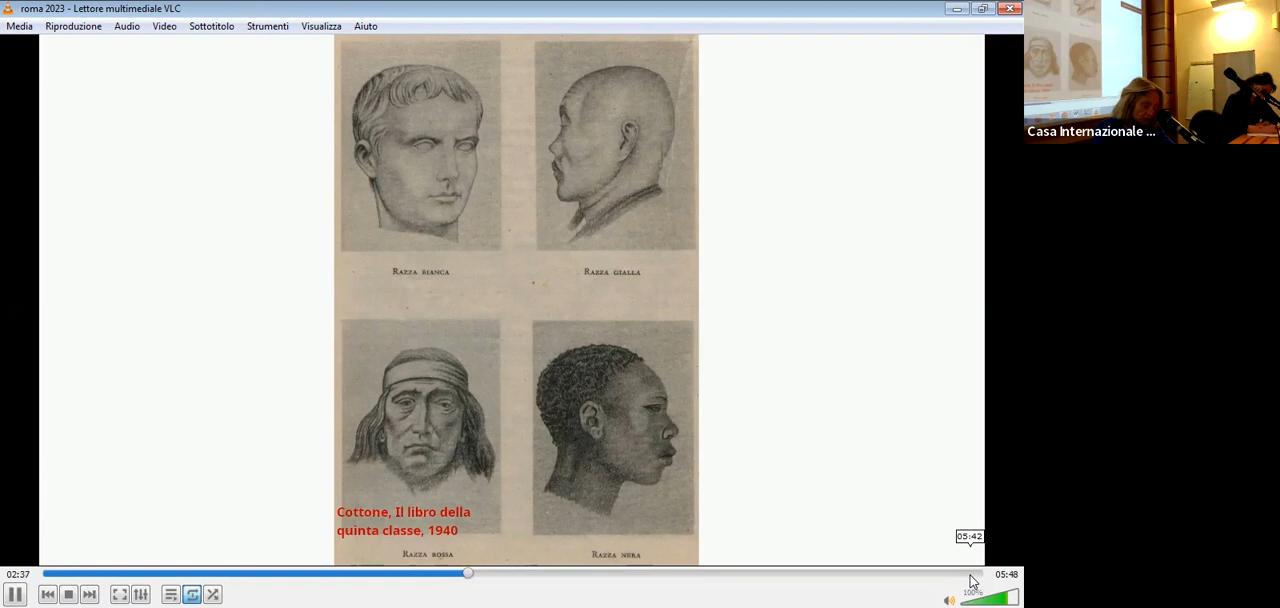 roma 2023 - Lettore multimediale VLC
Media Riproduzione Audio Video Sottotitolo Strumenti Visualizza Aiuto
Casa Internazionale ...
Razza bianca Razza gialla
Cottone, Il libro della
quinta classe, 1940
Razza rossa Razza nera
05:42
02:37 05:48
100%